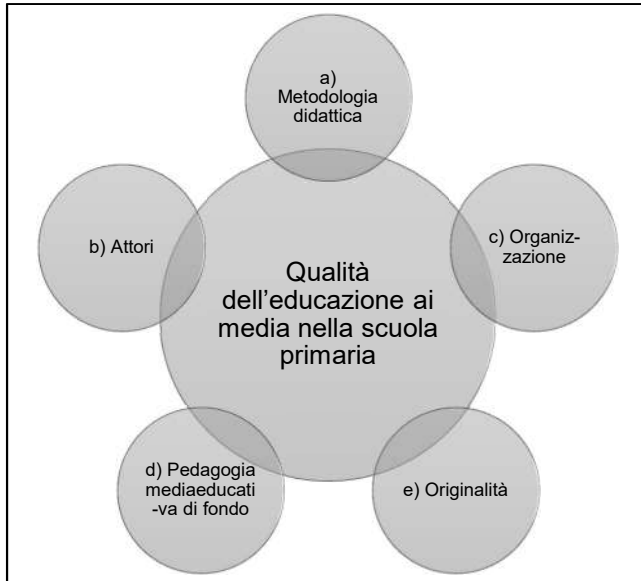 a)
Metodologia
didattica
b) Attori
c) Organiz-
zazione
Qualità
dell'educazione ai
media nella scuola
primaria
d) Pedagogia
mediaeducati
-va di fondo
e) Originalità